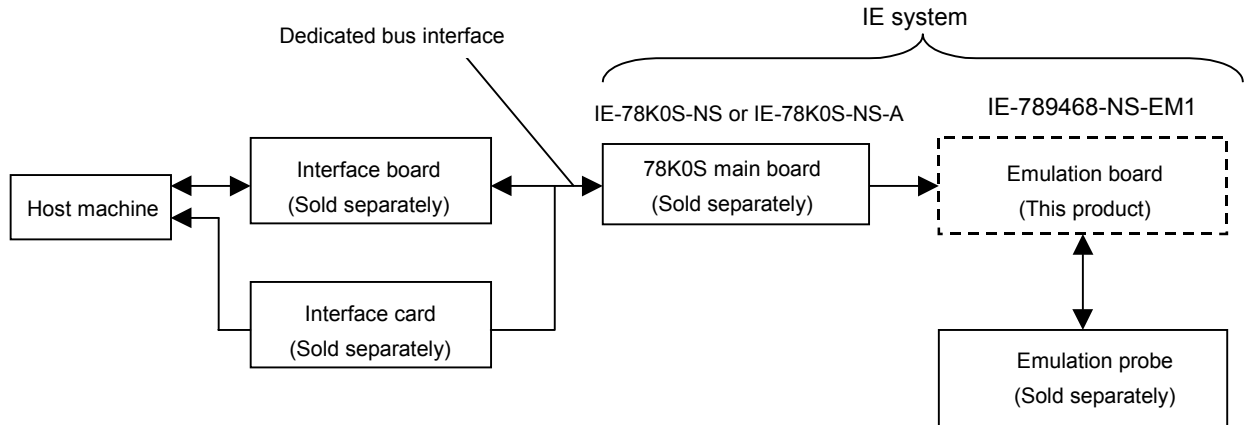 IE system
Dedicated bus interface
IE-78K0S-NS or IE-78K0S-NS-A
IE-789468-NS-EM1
Host machine
Interface board
(Sold separately)
78K0S main board
(Sold separately)
Emulation board
(This product)
Interface card
(Sold separately)
Emulation probe
(Sold separately)